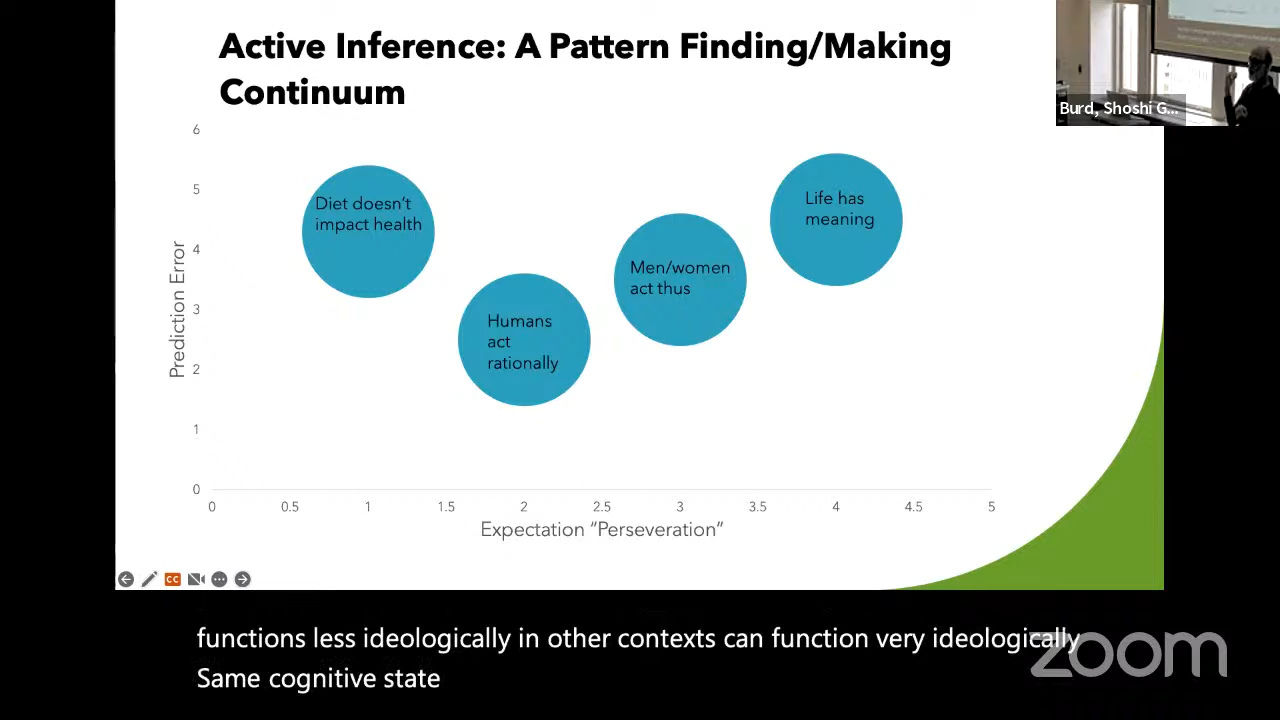 Active Inference: A Pattern Finding/Making
Continuum
Burd, Shoshi G...
6
5
4
3
2
1
0
Prediction Error
Diet doesn't
impact health
Humans
act
rationally
Men/women
act thus
Life has
meaning
0 0.5 1 1.5 2 2.5 3 3.5 4 4.5 5
Expectation “Perseveration”
CC
functions less ideologically in other contexts can function very ideologically
Same cognitive state
zoom